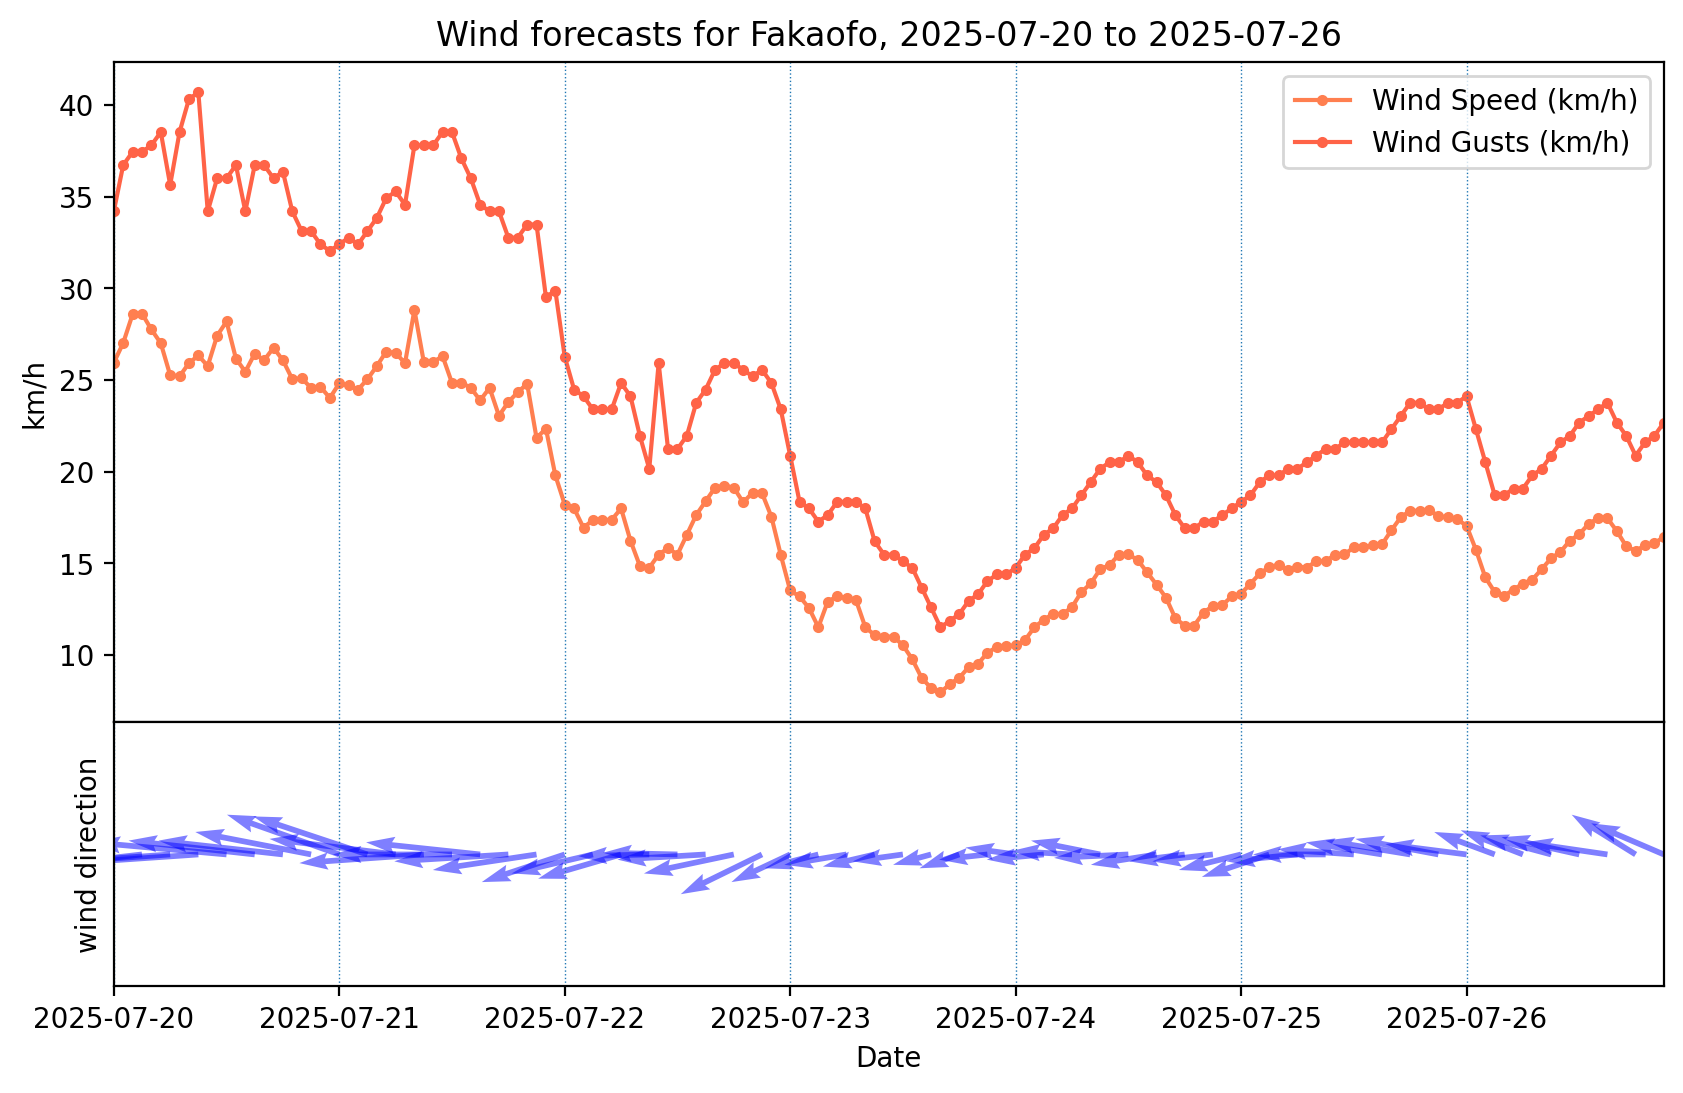 Wind forecasts for Fakaofo, 2025-07-20 to 2025-07-26
Wind Speed (km/h)
Wind Gusts (km/h)
km/h
40
35
30
25
20
15
10
wind direction
2025-07-20
2025-07-21
2025-07-22
2025-07-23
2025-07-24
2025-07-25
2025-07-26
Date